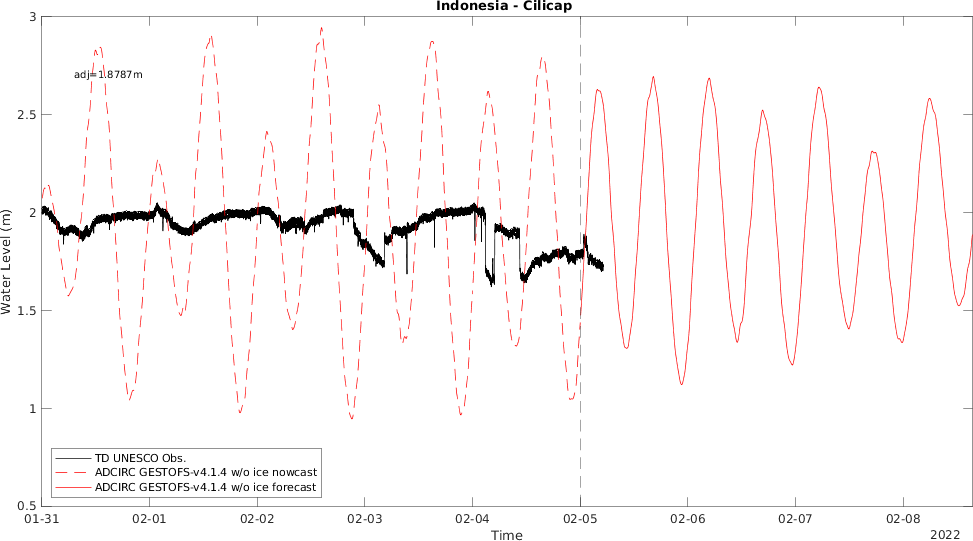 Indonesia - Cilicap
3
adj=1.8787m
2.5
2
Water Level (m)
1.5
1
TD UNESCO Obs.
ADCIRC GESTOFS-v4.1.4 w/o ice nowcast
ADCIRC GESTOFS-v4.1.4 w/o ice forecast
0.5
01-31 02-01 02-02 02-03 02-04 02-05 02-06 02-07 02-08
Time 2022